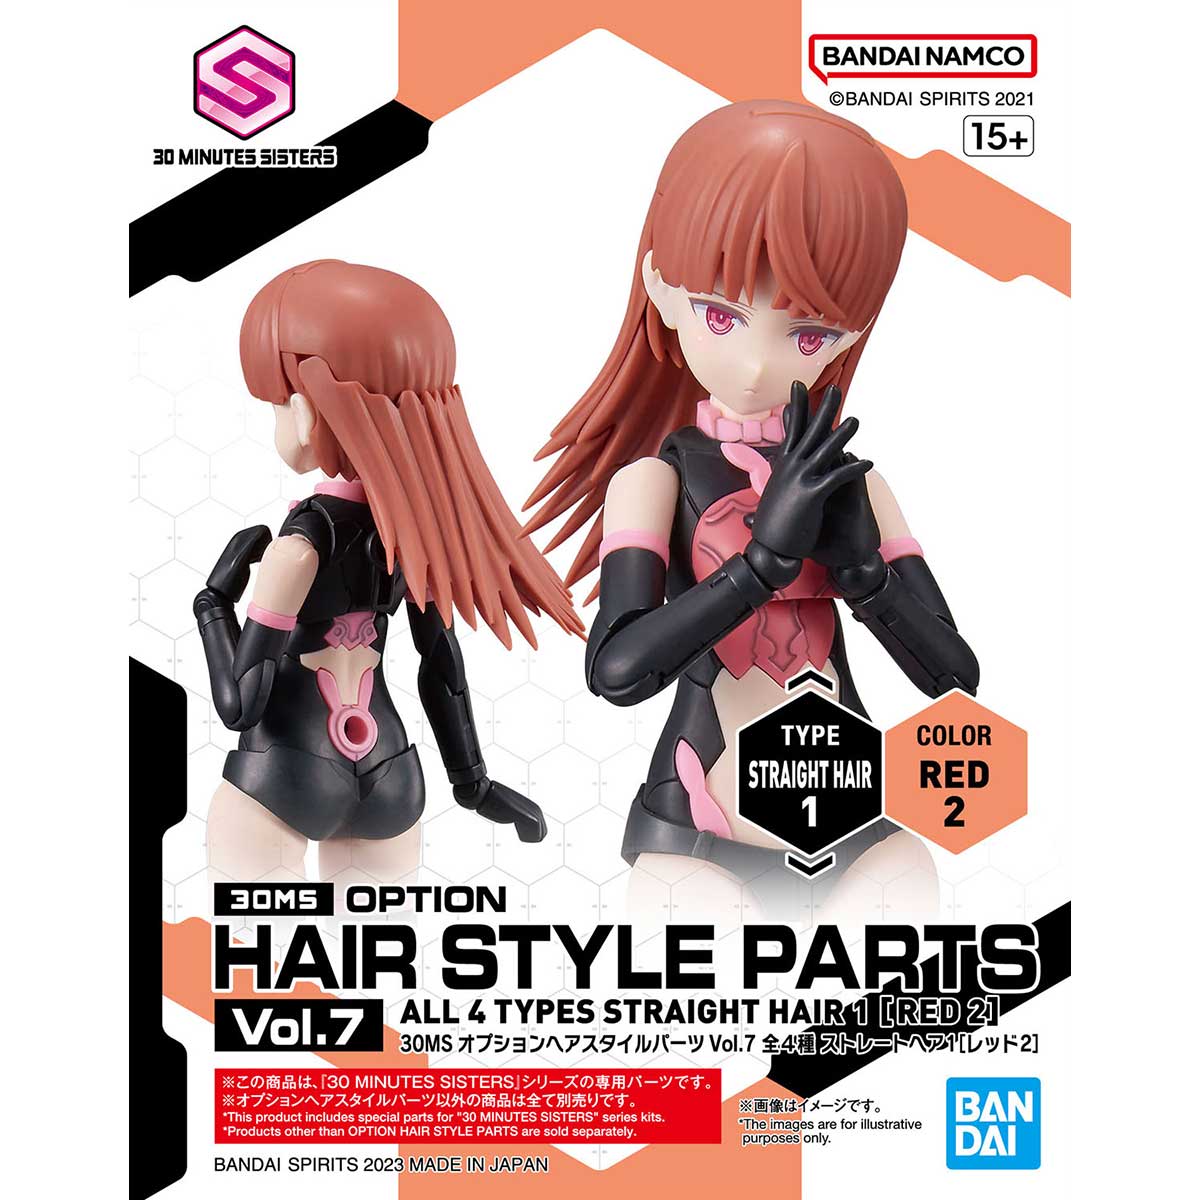 S
30 MINUTES SISTERS
BANDAI NAMCO
©BANDAI SPIRITS 2021
15+
TYPE
STRAIGHT HAIR
1
COLOR
RED
2
30MS OPTION
HAIR STYLE PARTS
Vol.7
ALL 4 TYPES STRAIGHT HAIR 1 [RED 2]
30MS オプションヘアスタイルパーツ Vol.7 全4種 ストレートヘア1[レッド2]
※この商品は、『30 MINUTES SISTERS』シリーズの専用パーツです。
※オプションヘアスタイルパーツ以外の商品は全て別売りです。
*This product includes special parts for "30 MINUTES SISTERS" series kits.
*Products other than OPTION HAIR STYLE PARTS are sold separately.
※画像はイメージです。
*The images are for illustrative
purposes only.
BAN
DAI
BANDAI SPIRITS 2023 MADE IN JAPAN